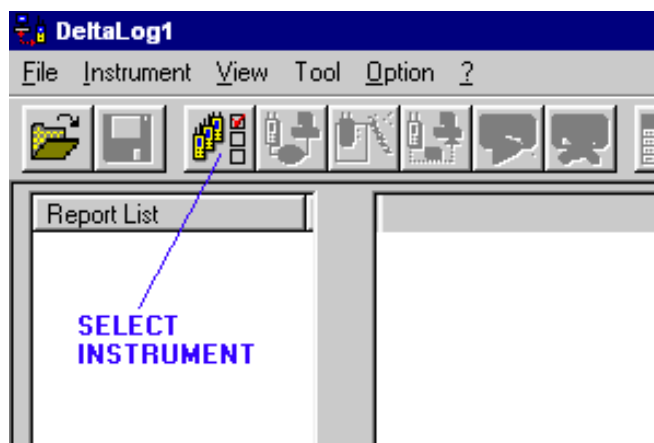 DeltaLog1
File Instrument View Tool Option ?
Report List
SELECT
INSTRUMENT